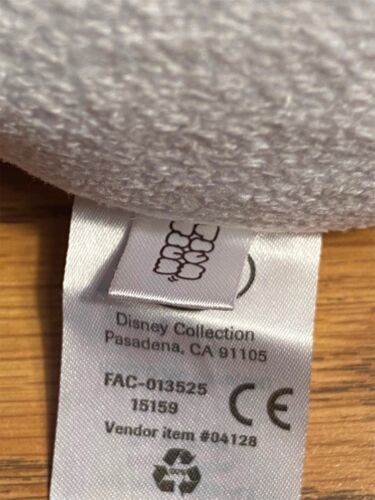 Disney Collection
Pasadena, CA 91105
FAC-013525
15159
CE
Vendor item #04128